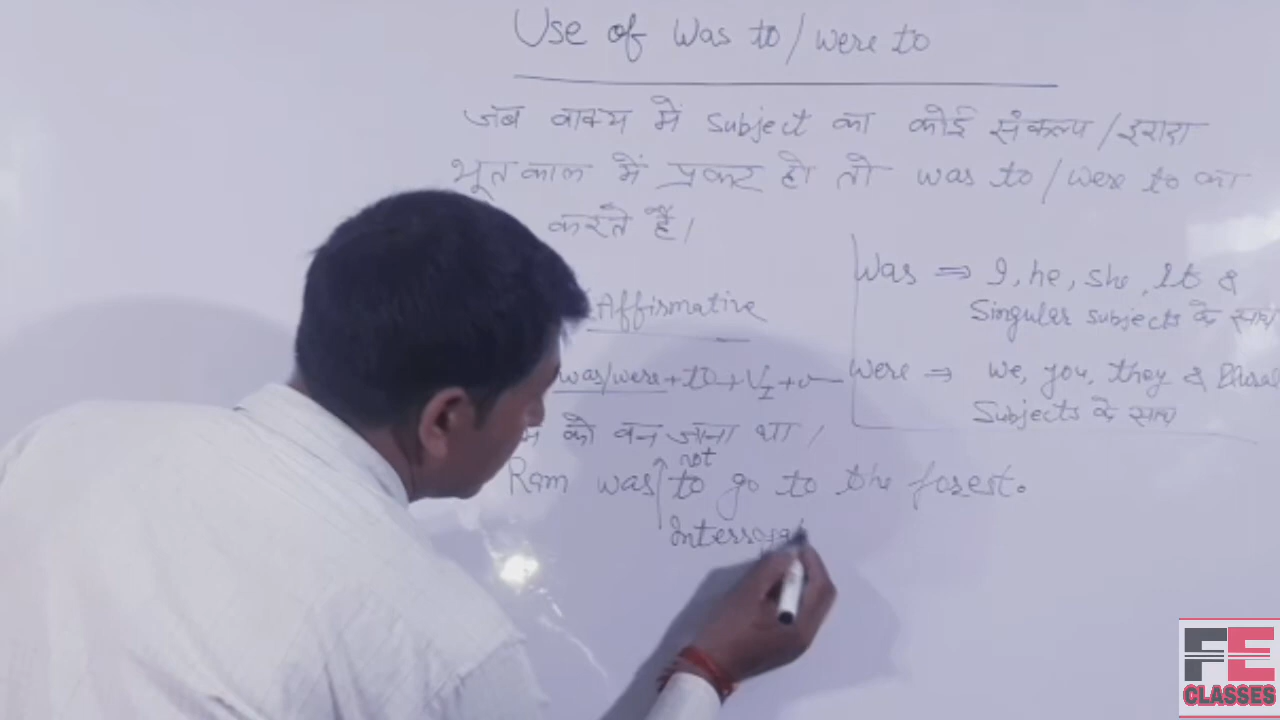 Use of Was to/were to
जब वाक्य में subject का कोई संकल्प/इरादा
भूतकाल में प्रकट हो तो was to/were to का
करते हैं।
Was ⇒ I, he, she, It &
Singular subjects के साथ
Were ⇒ We, you, they & Plural
Subjects के साथ
Affirmative
was/were+to+V1+
को वन जाना था।
not
Ram was to go to the forest.
Interrogat
FE
CLASSES